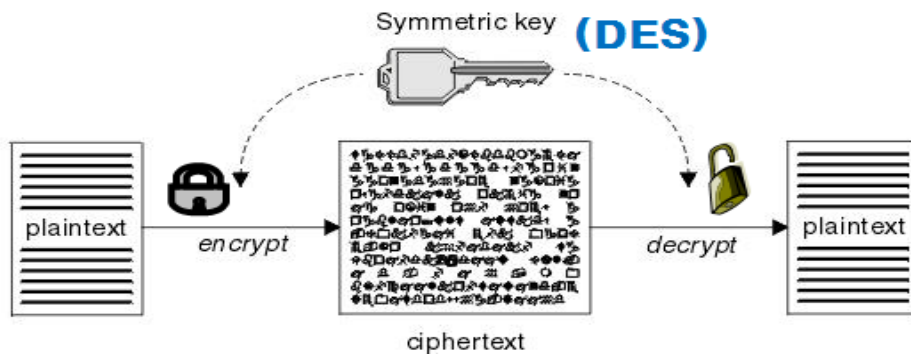 Symmetric key (DES)
plaintext
encrypt
decrypt
plaintext
ciphertext